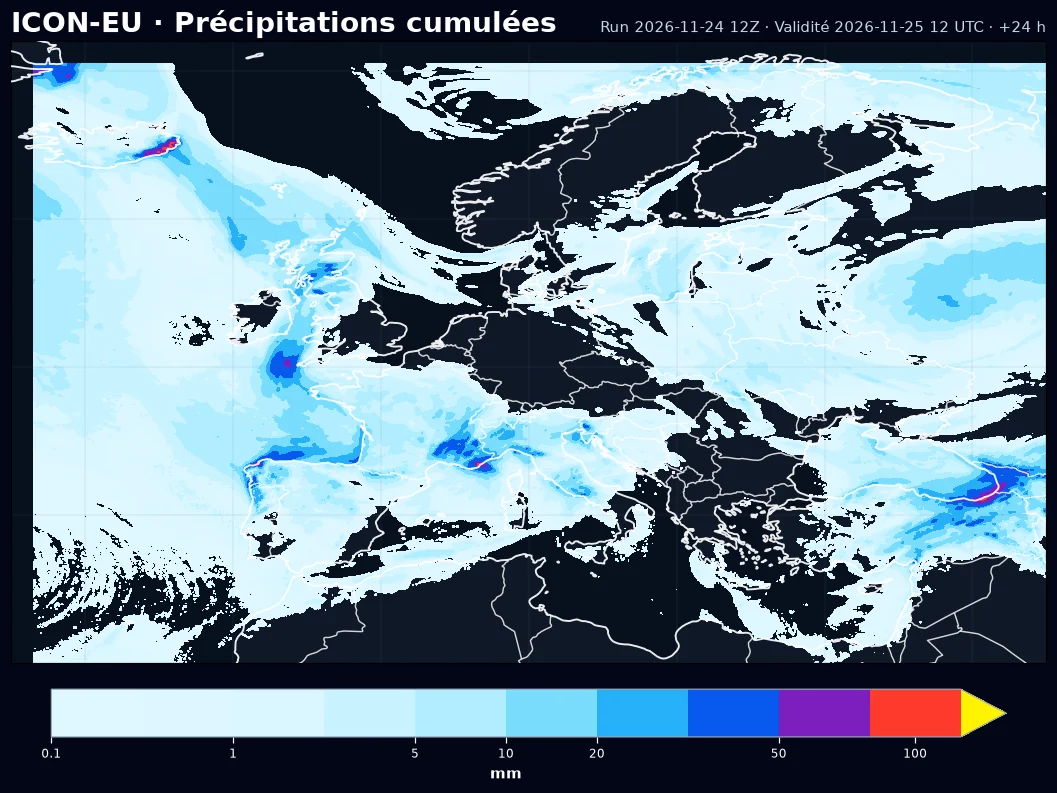 ICON-EU · Précipitations cumulées
Run 2026-11-24 12Z · Validité 2026-11-25 12 UTC · +24 h
0.1 1 5 10 20 50 100
mm